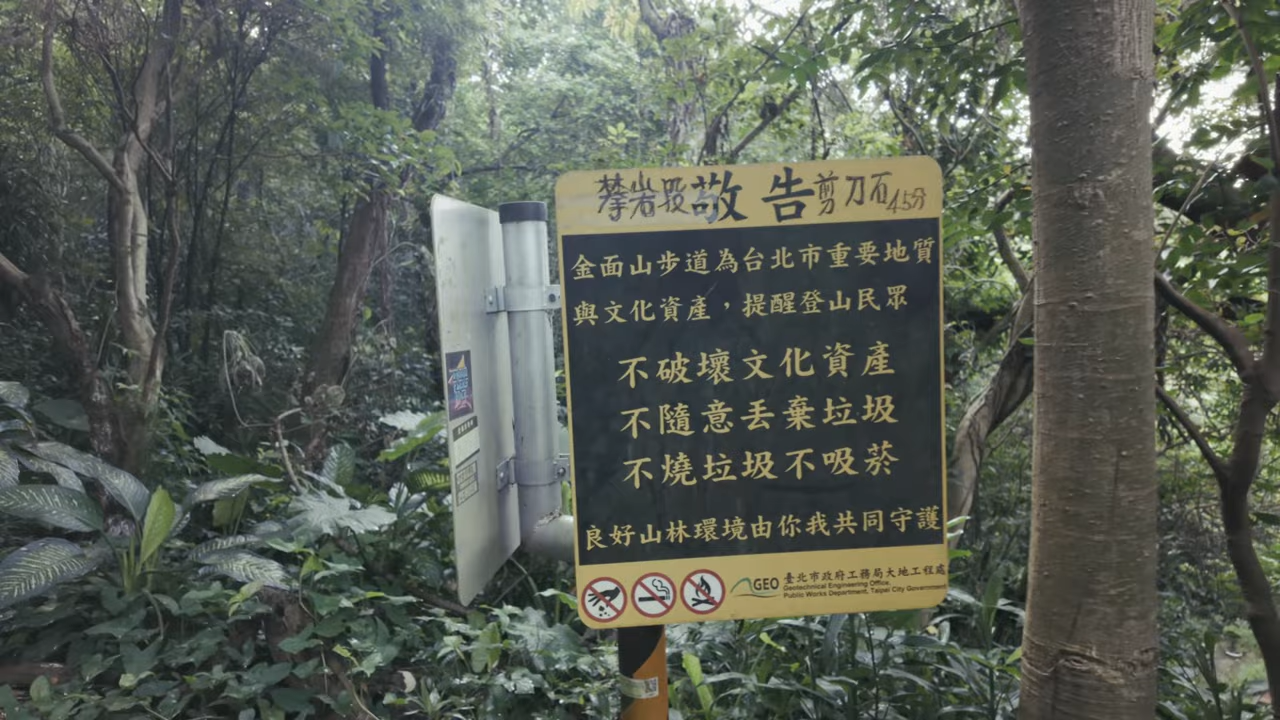 攀岩段 敬告 剪刀石45分
金面山步道為台北市重要地質
與文化資產，提醒登山民眾
不破壞文化資產
不隨意丟棄垃圾
不燒垃圾不吸菸
良好山林環境由你我共同守護
GEO 臺北市政府工務局大地工程處
Geotechnical Engineering Office,
Public Works Department, Taipei City Government